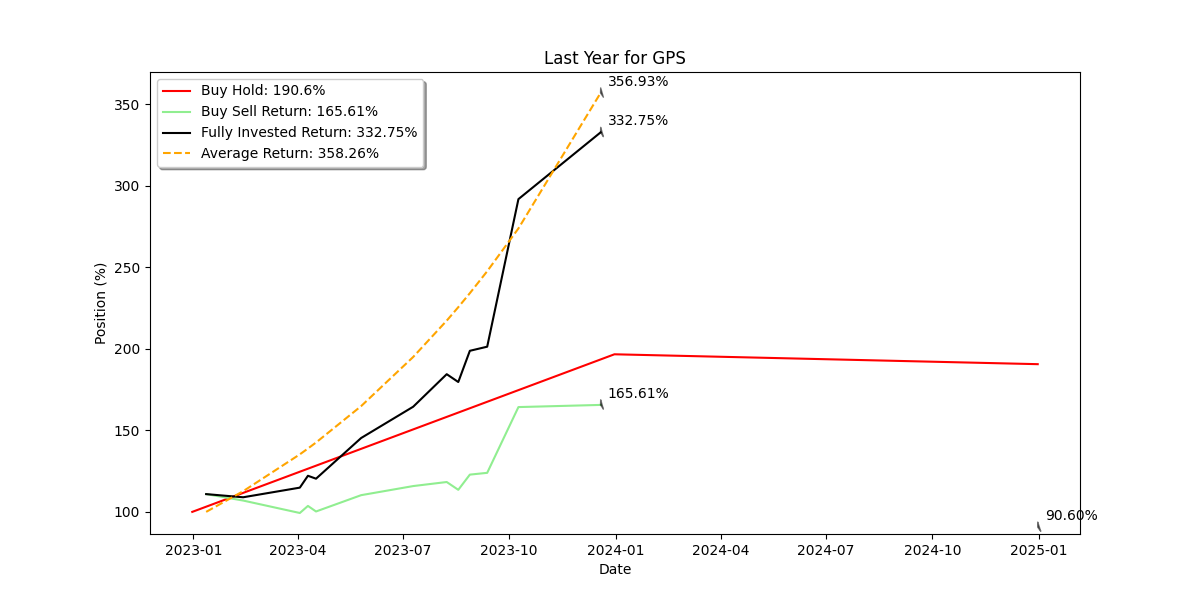 Last Year for GPS
Buy Hold: 190.6%
Buy Sell Return: 165.61%
Fully Invested Return: 332.75%
Average Return: 358.26%
356.93%
332.75%
165.61%
90.60%
Position (%)
350
300
250
200
150
100
2023-01 2023-04 2023-07 2023-10 2024-01 2024-04 2024-07 2024-10 2025-01
Date